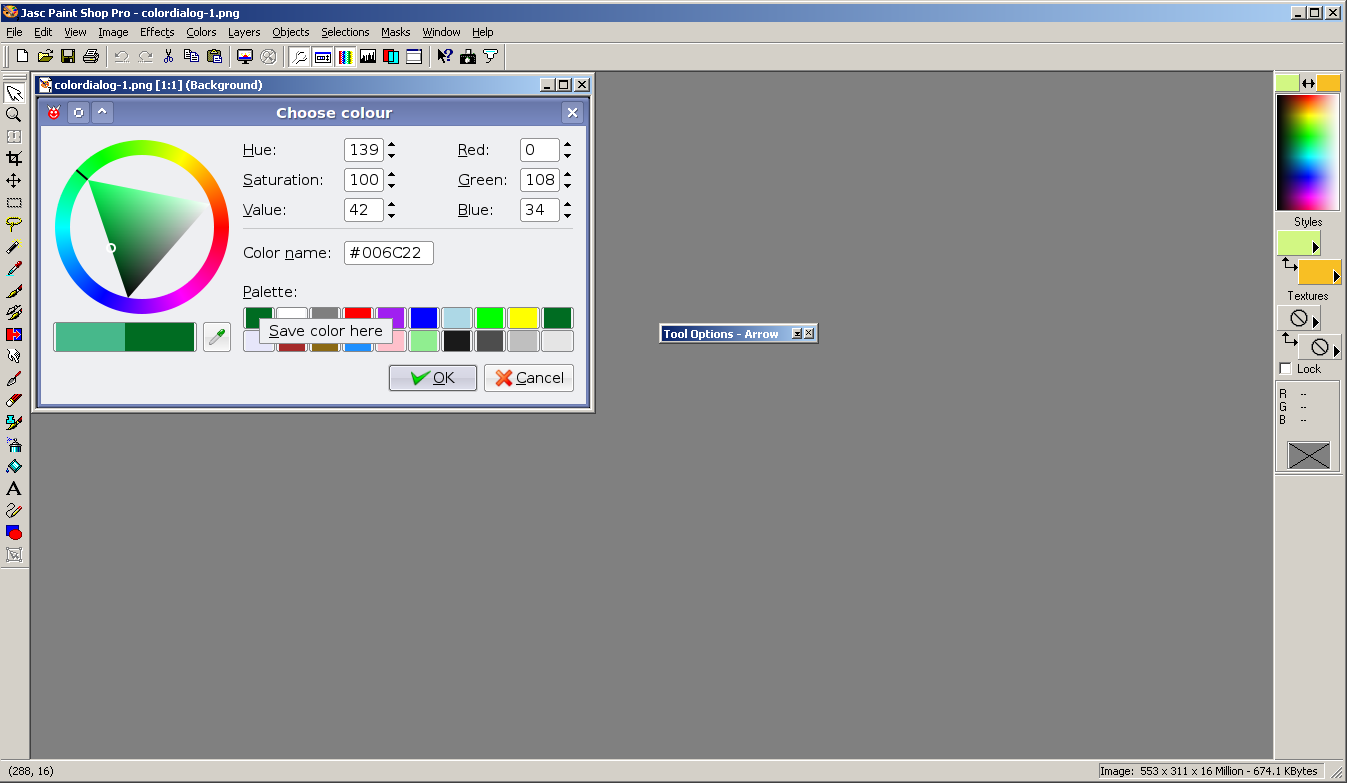 Jasc Paint Shop Pro - colordialog-1.png
File Edit View Image Effects Colors Layers Objects Selections Masks Window Help
colordialog-1.png [1:1] (Background)
Choose colour
Hue: 139 Red: 0
Saturation: 100 Green: 108
Value: 42 Blue: 34
Color name: #006C22
Palette:
Save color here
OK Cancel
Tool Options - Arrow
Styles
Textures
Lock
R --
G --
B --
(288, 16)
Image: 553 x 311 x 16 Million - 674.1 KBytes